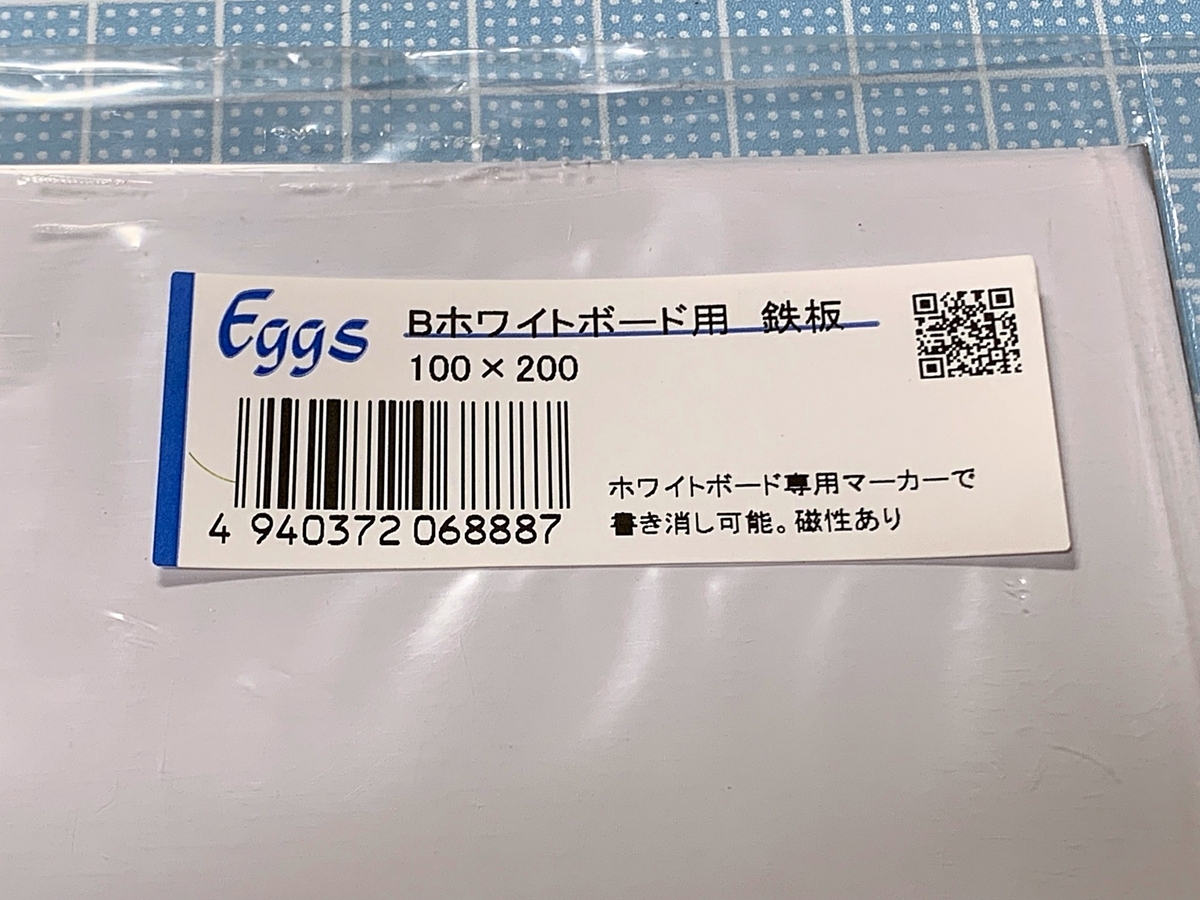 Eggs
Bホワイトボード用　鉄板
100×200
4 940372 068887
ホワイトボード専用マーカーで
書き消し可能。磁性あり